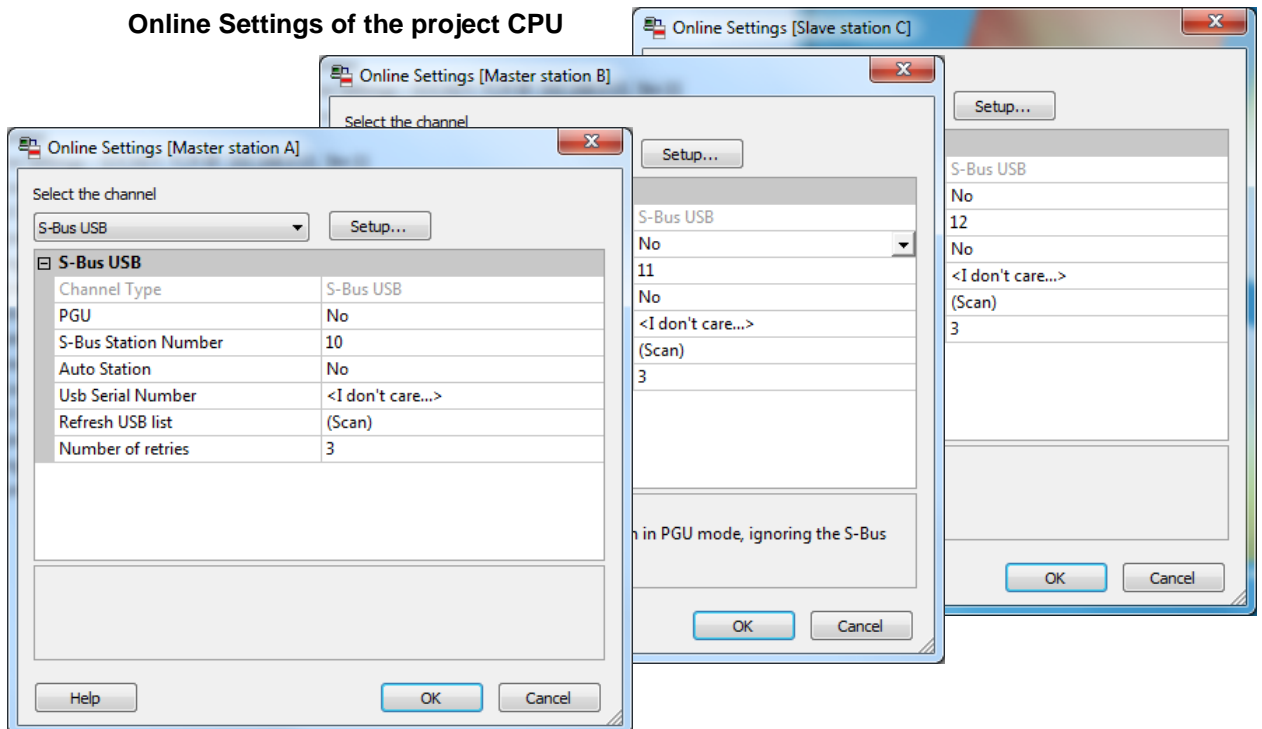 Online Settings of the project CPU
Online Settings [Slave station C]
Setup...
S-Bus USB
No
12
No
<I don't care...>
(Scan)
3
OK Cancel
Online Settings [Master station B]
Select the channel
Setup...
S-Bus USB
No
11
No
<I don't care...>
(Scan)
3
in PGU mode, ignoring the S-Bus
OK Cancel
Online Settings [Master station A]
Select the channel
S-Bus USB Setup...
S-Bus USB
Channel Type S-Bus USB
PGU No
S-Bus Station Number 10
Auto Station No
Usb Serial Number <I don't care...>
Refresh USB list (Scan)
Number of retries 3
Help OK Cancel